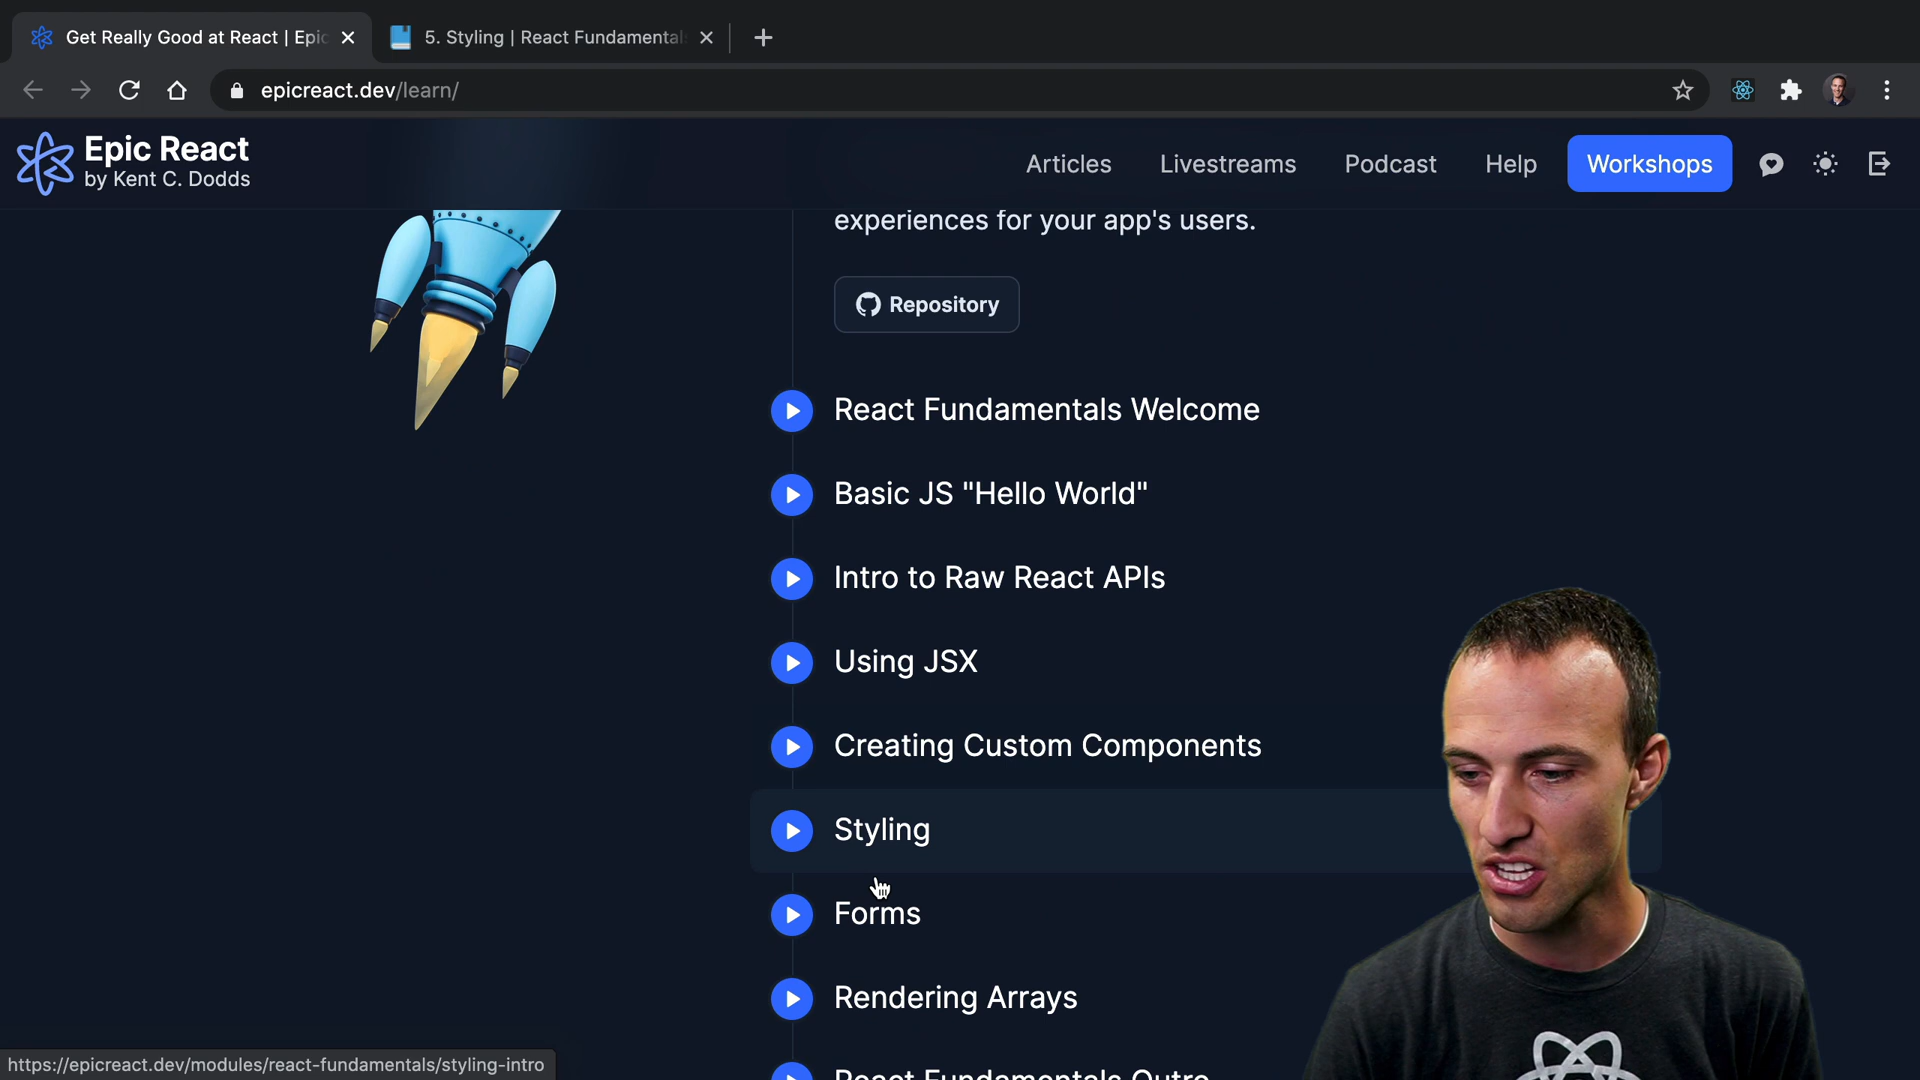 Get Really Good at React | Epic
5. Styling | React Fundamental
epicreact.dev/learn/
Epic React
by Kent C. Dodds
Articles
Livestreams
Podcast
Help
Workshops
experiences for your app's users.
Repository
React Fundamentals Welcome
Basic JS "Hello World"
Intro to Raw React APIs
Using JSX
Creating Custom Components
Styling
Forms
Rendering Arrays
React Fundamentals Outro
https://epicreact.dev/modules/react-fundamentals/styling-intro